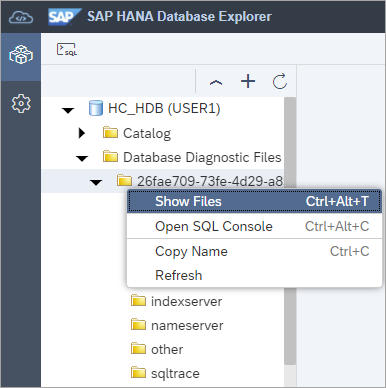 SAP SAP HANA Database Explorer
SQL
HC_HDB (USER1)
Catalog
Database Diagnostic Files
26fae709-73fe-4d29-a8
Show Files Ctrl+Alt+T
Open SQL Console Ctrl+Alt+C
Copy Name Ctrl+C
Refresh
indexserver
nameserver
other
sqltrace